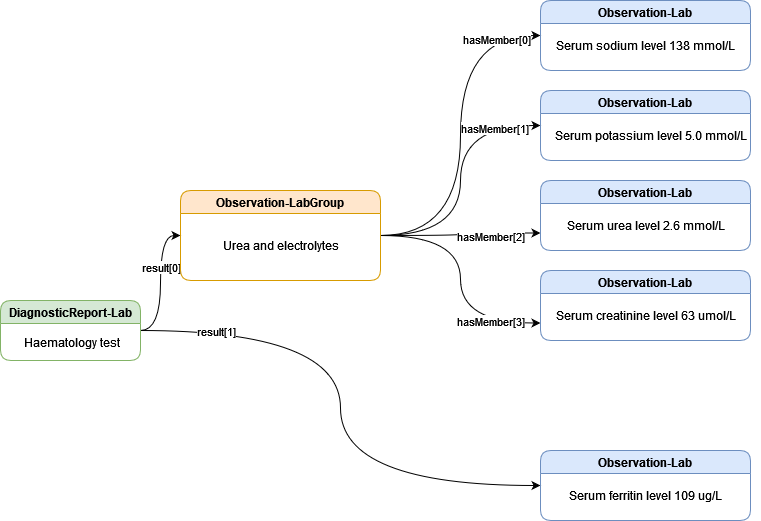 Observation-Lab
hasMember[0]
Serum sodium level 138 mmol/L
Observation-Lab
hasMember[1]
Serum potassium level 5.0 mmol/L
Observation-LabGroup
Urea and electrolytes
Observation-Lab
Serum urea level 2.6 mmol/L
hasMember[2]
result[0]
Observation-Lab
Serum creatinine level 63 umol/L
hasMember[3]
DiagnosticReport-Lab
Haematology test
result[1]
Observation-Lab
Serum ferritin level 109 ug/L